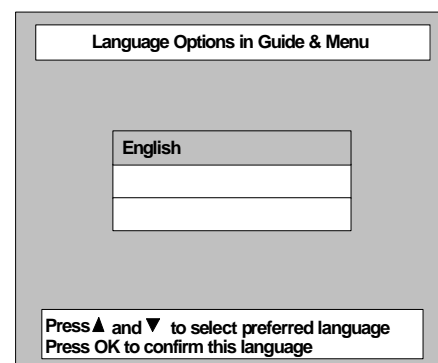 Language Options in Guide & Menu
English
Press▲ and ▼ to select preferred language
Press OK to confirm this language